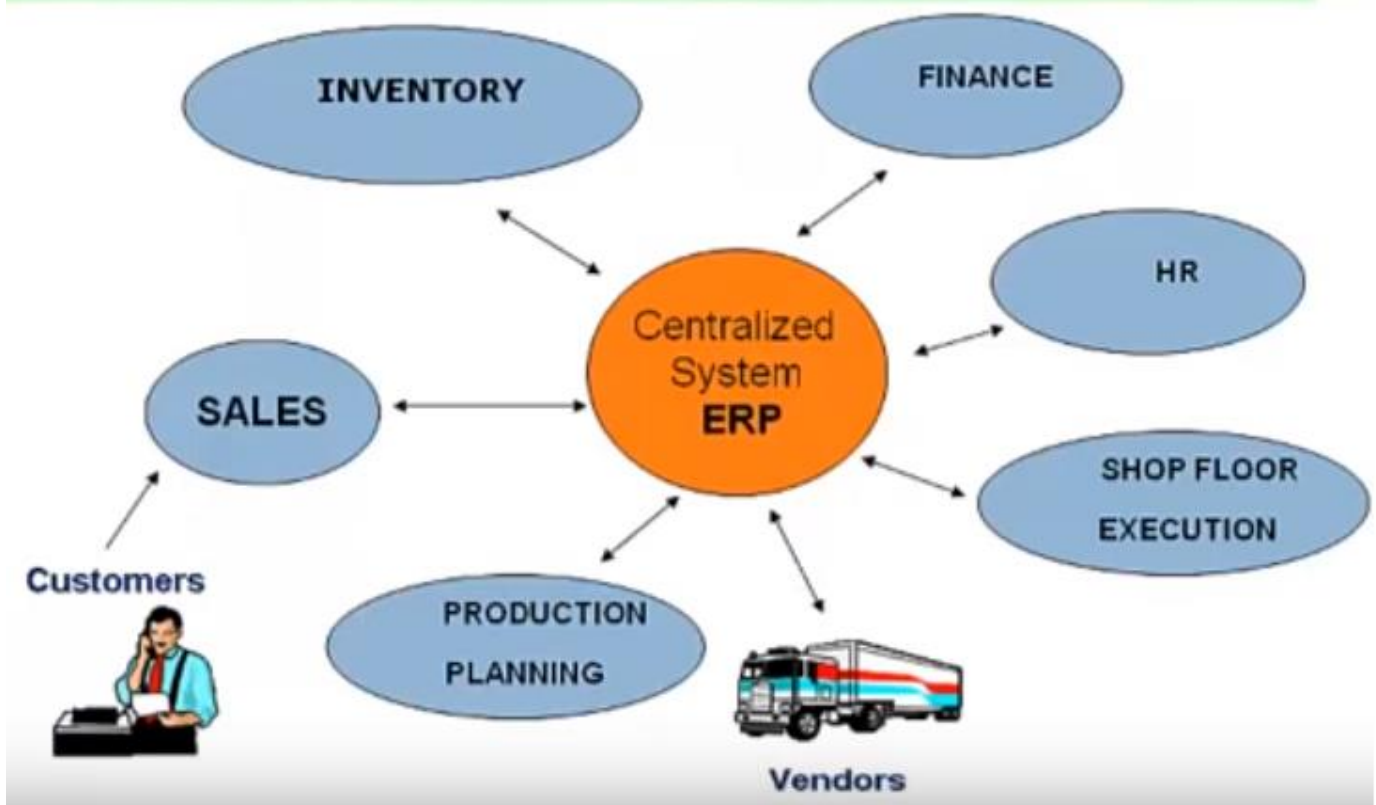 INVENTORY
FINANCE
HR
Centralized
System
ERP
SALES
SHOP FLOOR
EXECUTION
Customers
PRODUCTION
PLANNING
Vendors